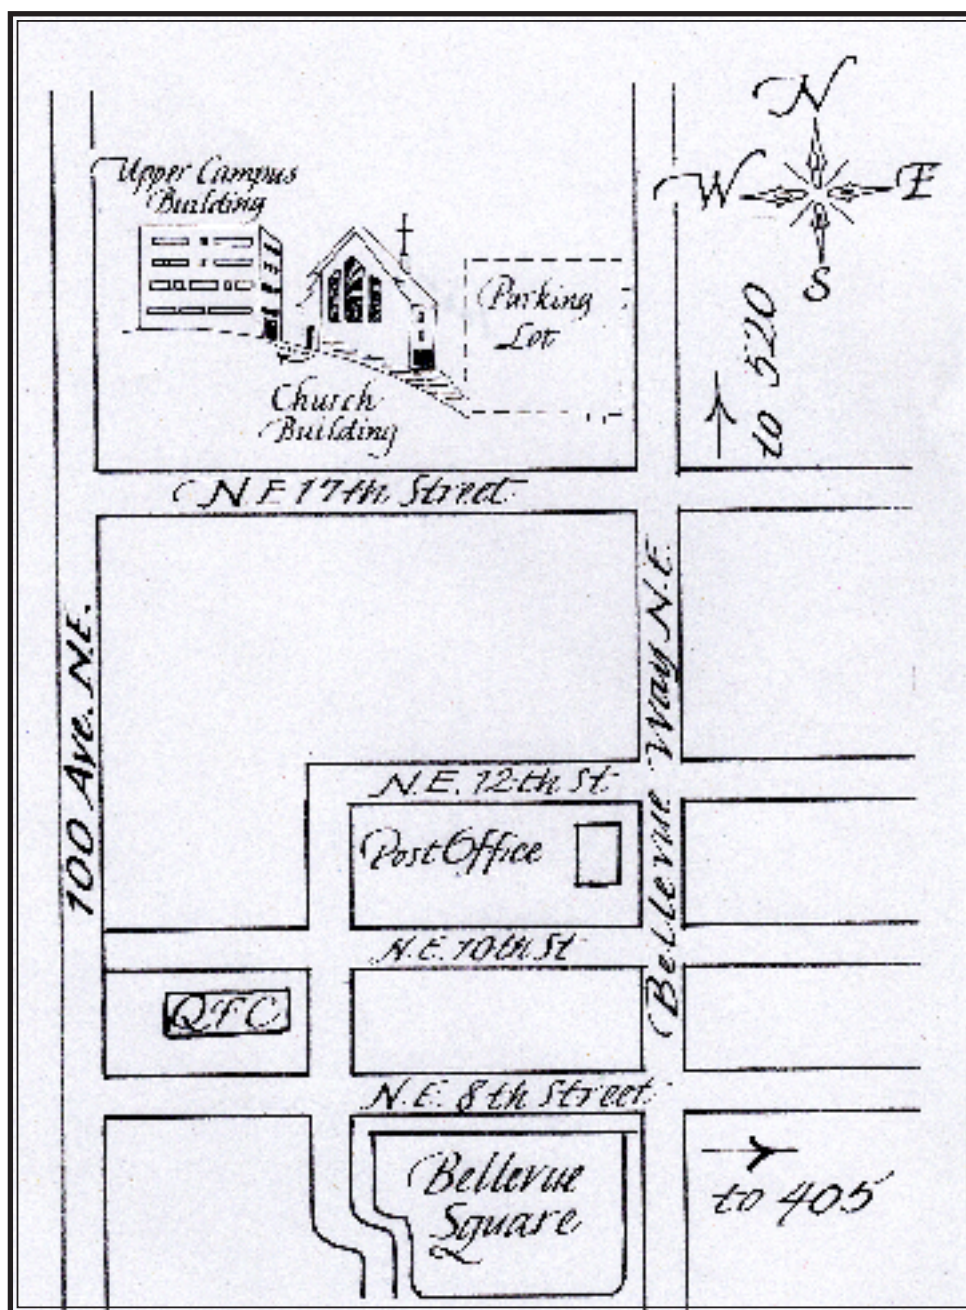 N
W
E
S
Upper Campus
Building
Parking
Lot
to 520
Church
Building
N.E 17th Street
100 Ave. N.E.
Bellevue Way N.E.
N.E. 12th St
Post Office
N.E. 10th St
QFC
N.E. 8th Street
Bellevue
Square
to 405